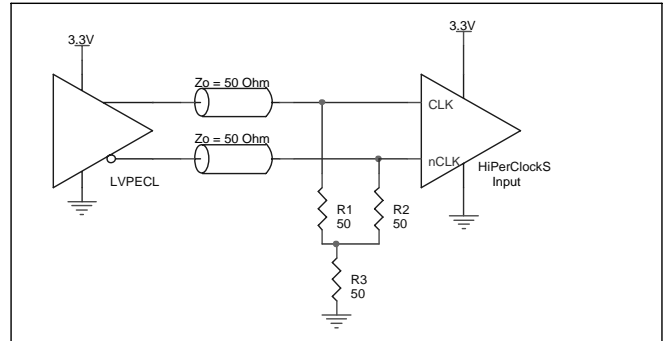 3.3V
3.3V
Zo = 50 Ohm
CLK
Zo = 50 Ohm
nCLK
LVPECL
HiPerClockS
Input
R1
50
R2
50
R3
50